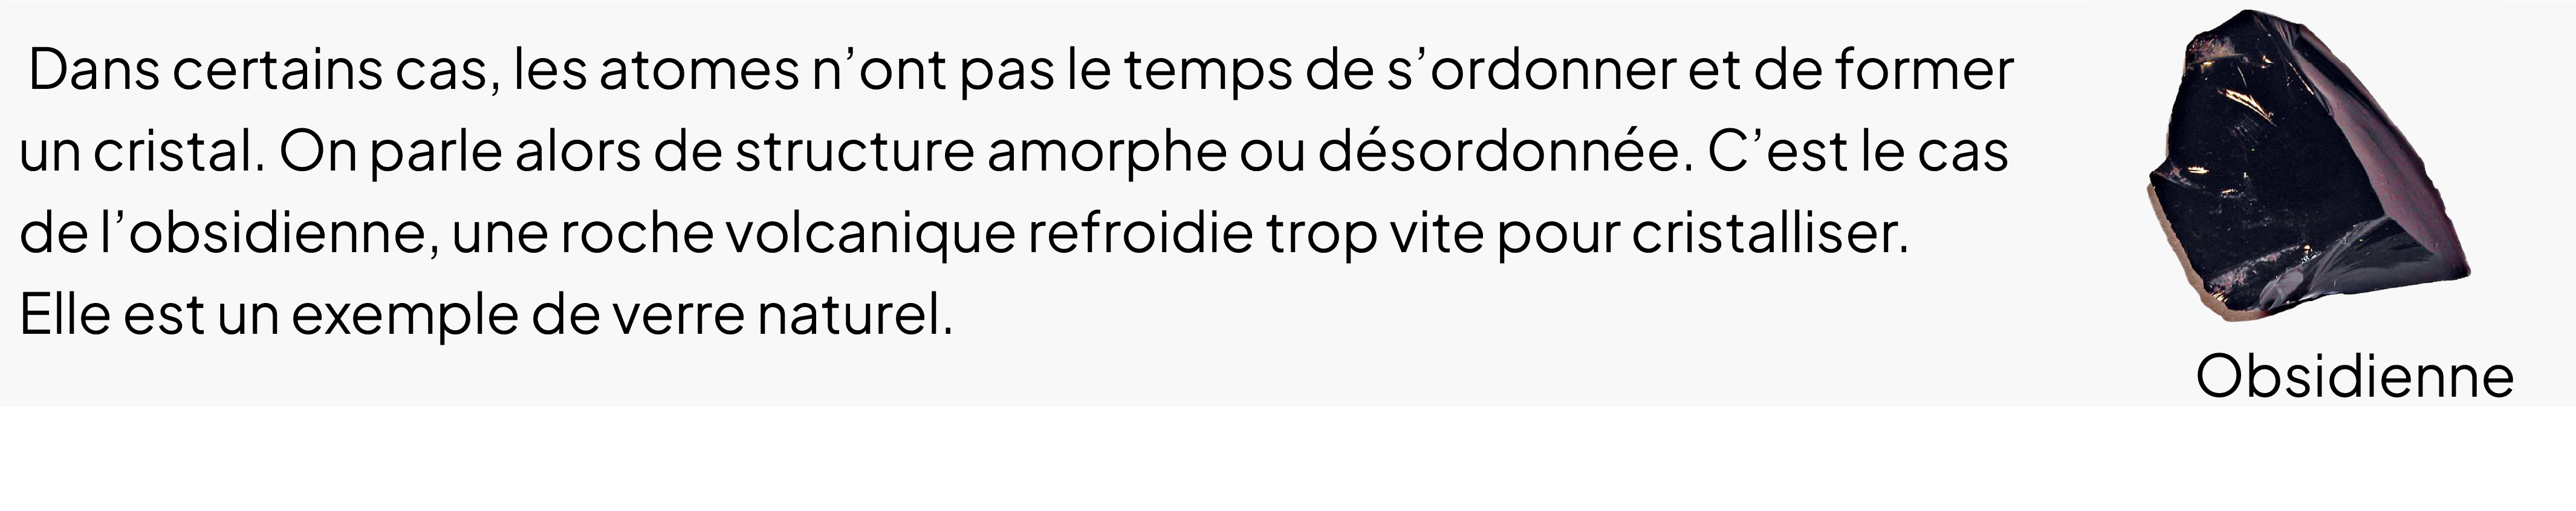 Dans certains cas, les atomes n’ont pas le temps de s’ordonner et de former
un cristal. On parle alors de structure amorphe ou désordonnée. C’est le cas
de l’obsidienne, une roche volcanique refroidie trop vite pour cristalliser.
Elle est un exemple de verre naturel.
Obsidienne